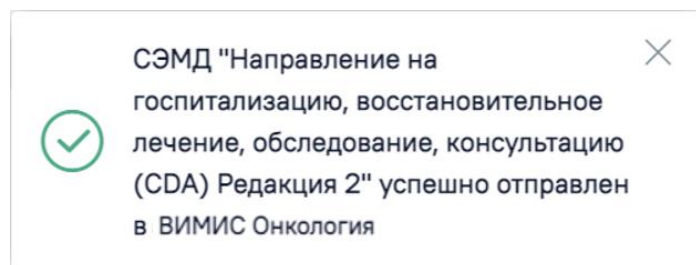 СЭМД "Направление на
госпитализацию, восстановительное
лечение, обследование, консультацию
(CDA) Редакция 2" успешно отправлен
в ВИМИС Онкология